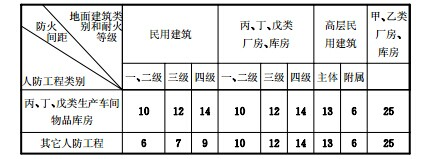 防火
间距
地面建筑类
别和耐火
等级
人防工程类别
民用建筑
丙、丁、戊类
厂房、库房
高层民
用建筑
甲、乙类
厂房、
库房
一、二级 三级 四级 一、二级 三级 四级 主体 附属
丙、丁、戊类生产车间
物品库房
10 12 14 10 12 14 13 6 25
其它人防工程 6 7 9 10 12 14 13 6 25